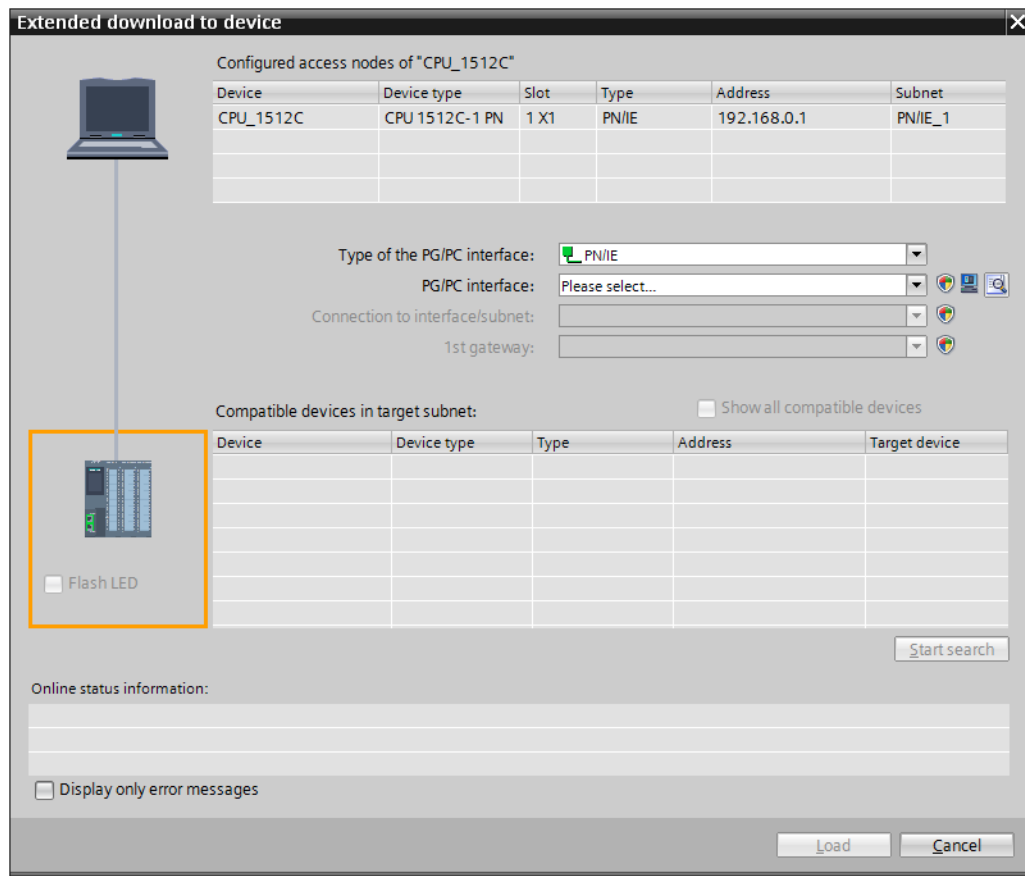 Extended download to device
Configured access nodes of "CPU_1512C"
Device Device type Slot Type Address Subnet
CPU_1512C CPU 1512C-1 PN 1 X1 PN/IE 192.168.0.1 PN/IE_1
Type of the PG/PC interface: PN/IE
PG/PC interface: Please select...
Connection to interface/subnet:
1st gateway:
Compatible devices in target subnet: Show all compatible devices
Device Device type Type Address Target device
Flash LED
Start search
Online status information:
Display only error messages
Load Cancel